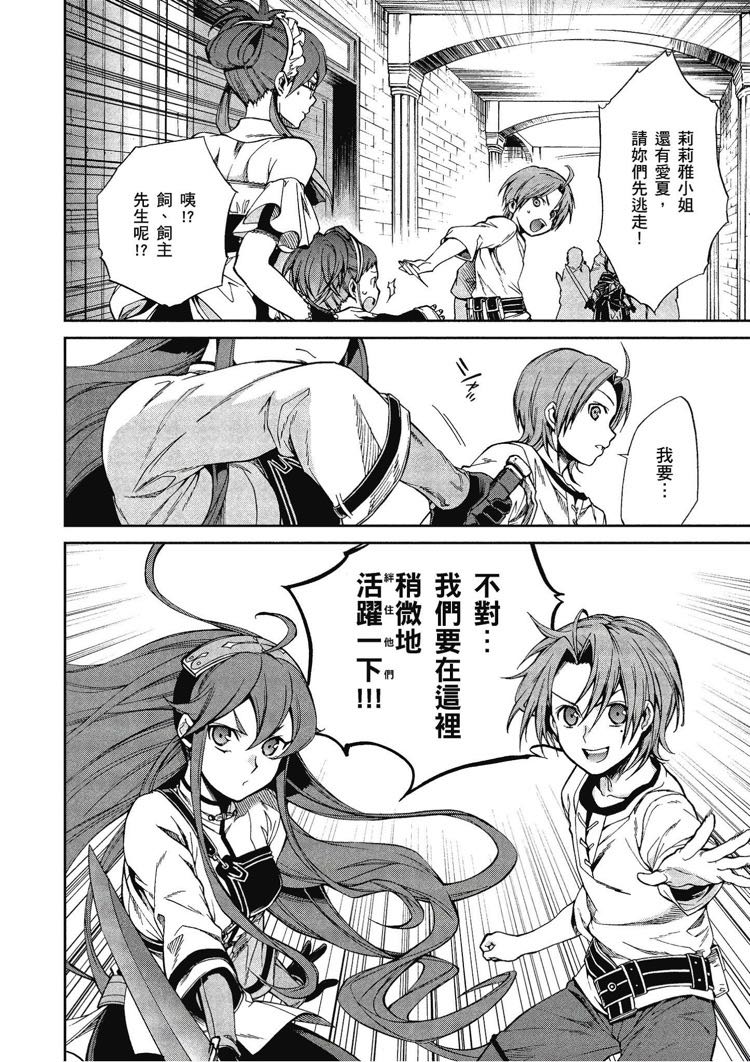 莉莉雅小姐
還有愛夏，
請妳們先逃走！
咦!?
飼、飼主
先生呢!?
我要…
不對…
我們要在這裡
稍微地
絆住他們
活躍一下!!!